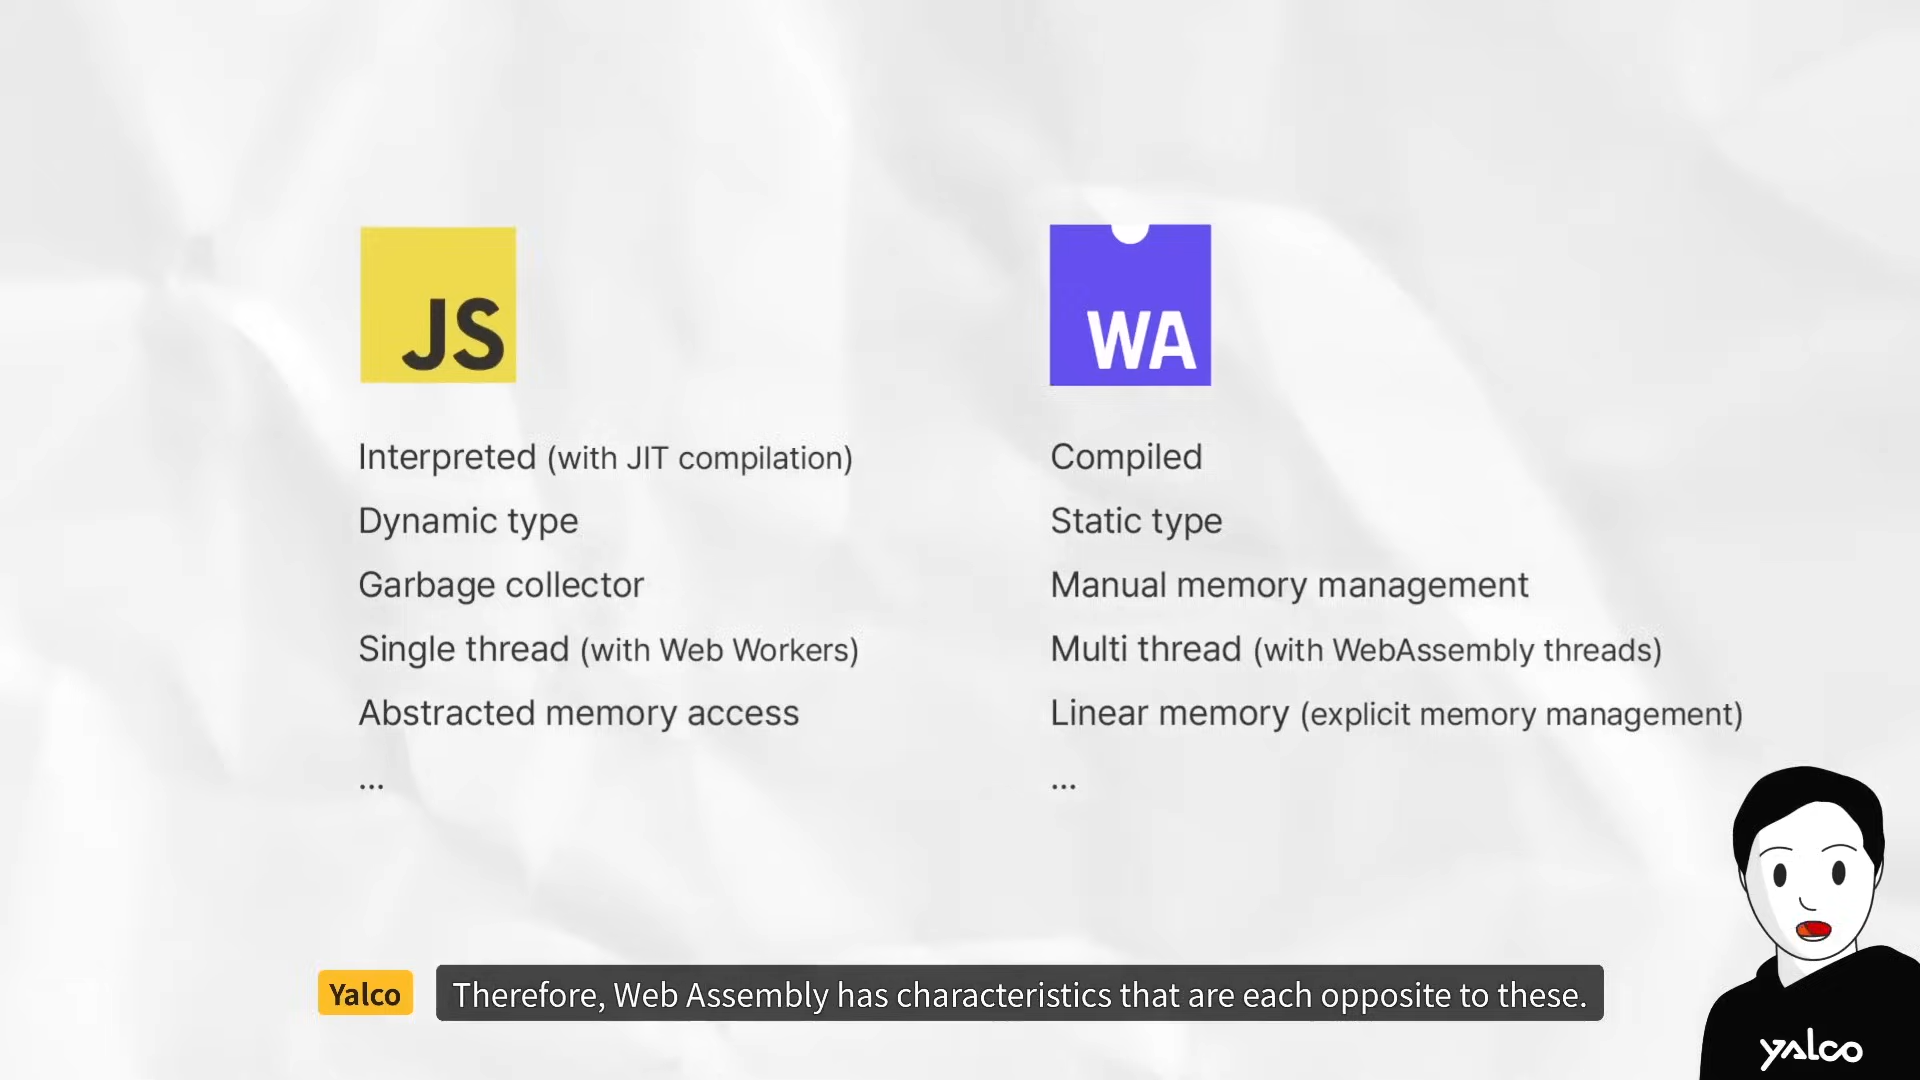 JS
Interpreted (with JIT compilation)
Dynamic type
Garbage collector
Single thread (with Web Workers)
Abstracted memory access
...
WA
Compiled
Static type
Manual memory management
Multi thread (with WebAssembly threads)
Linear memory (explicit memory management)
...
Yalco Therefore, Web Assembly has characteristics that are each opposite to these.
yalco